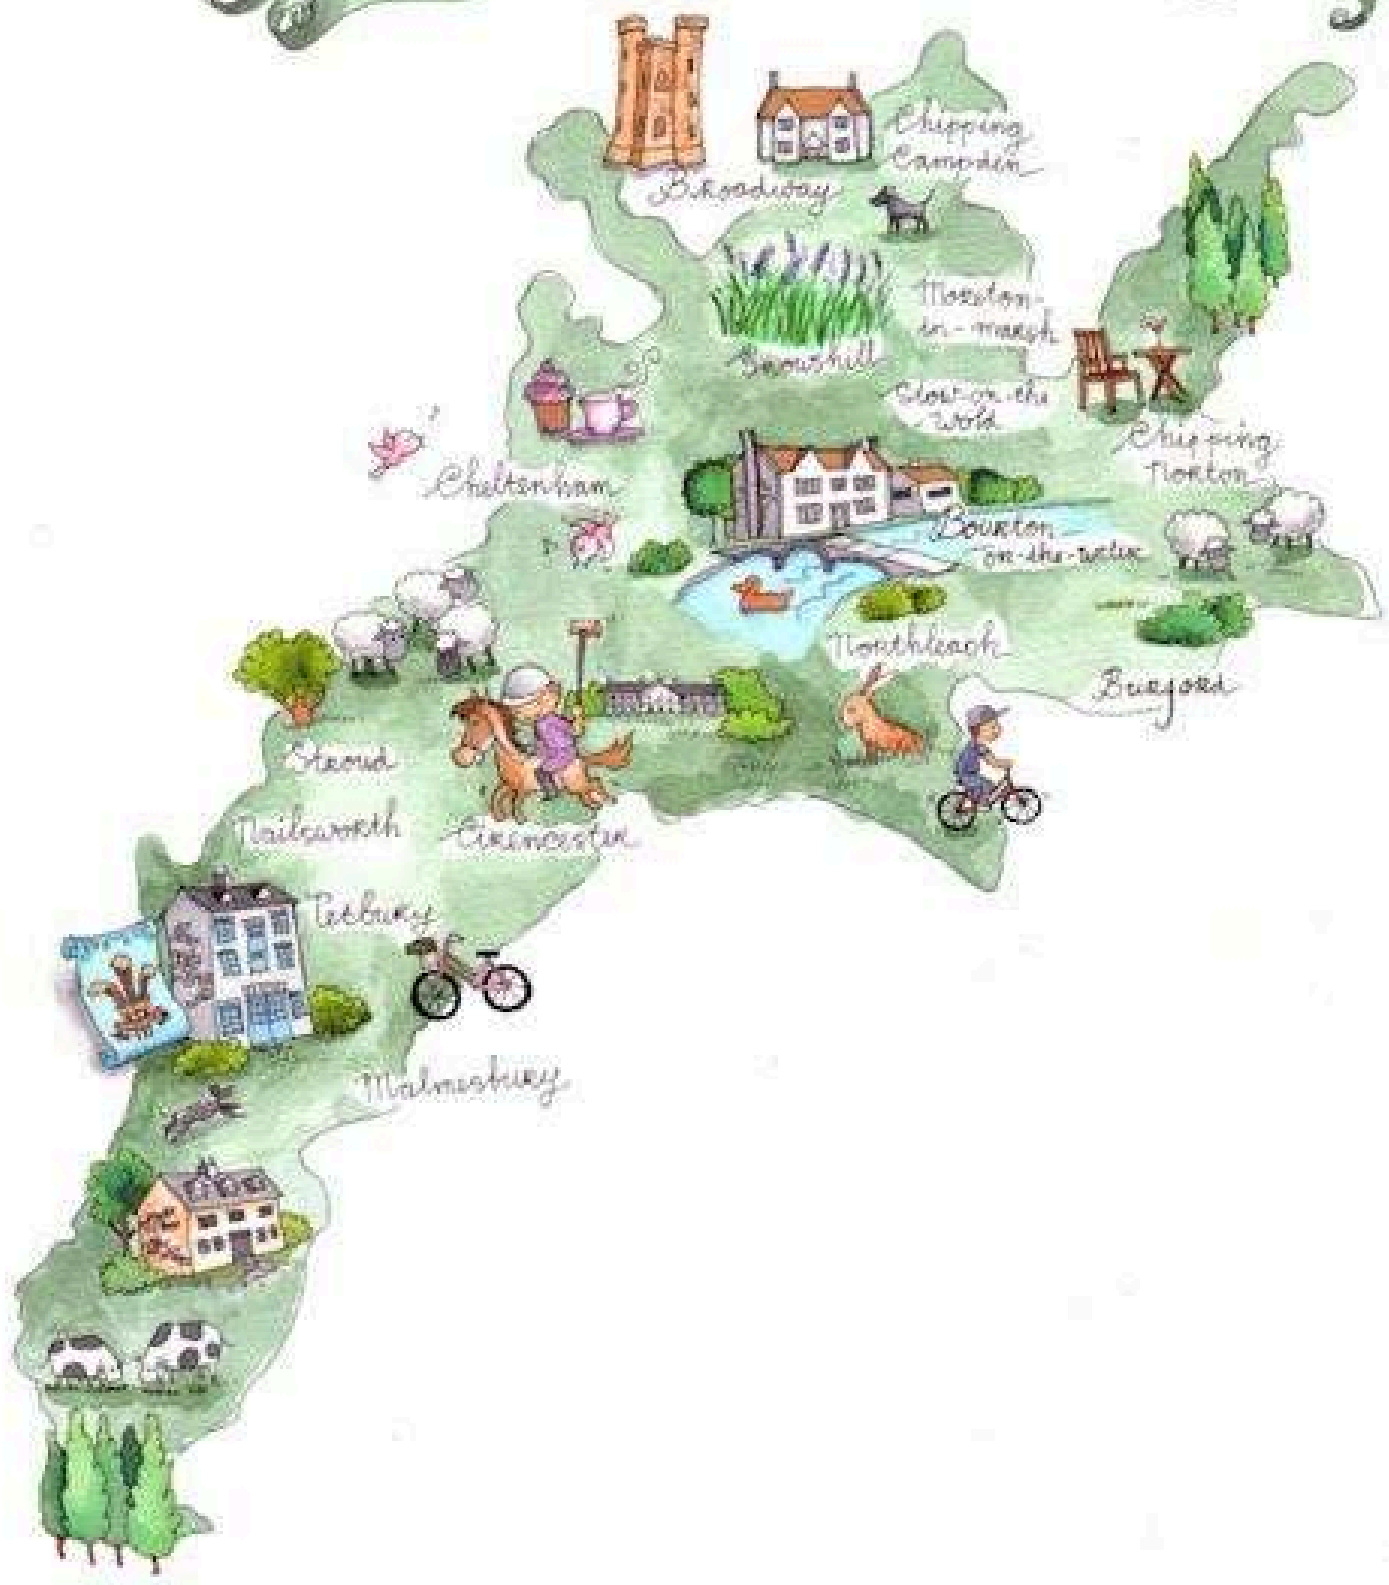 Chipping
Campden
Broadway
Moreton-
in-marsh
Snowshill
Stow-on-the
Wold
Chipping
Norton
Cheltenham
Bourton
on-the-water
Northleach
Burford
Stroud
Nailsworth
Cirencester
Tetbury
Malmesbury